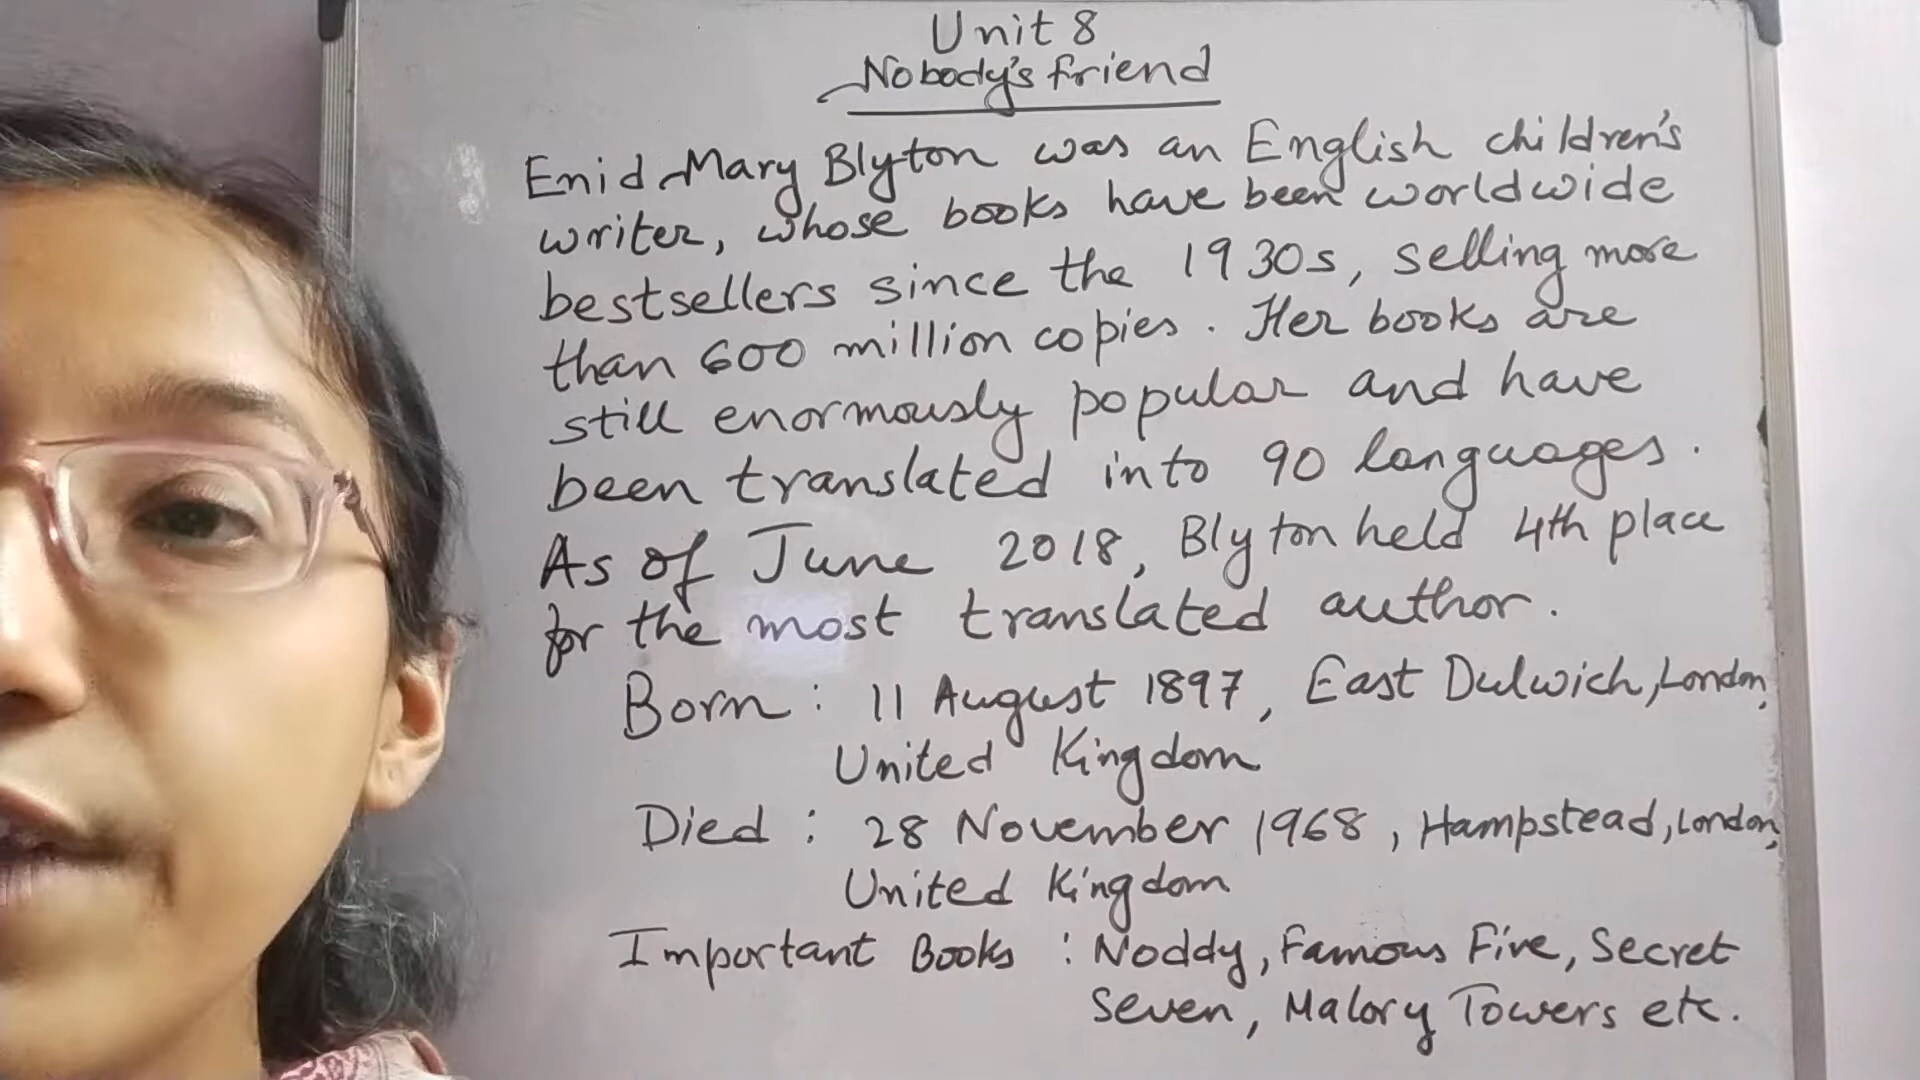 Unit 8
Nobody's friend
Enid Mary Blyton was an English children's
writer, whose books have been worldwide
bestsellers since the 1930s, selling more
than 600 million copies. Her books are
still enormously popular and have
been translated into 90 languages.
As of June 2018, Blyton held 4th place
for the most translated author.
Born : 11 August 1897, East Dulwich, London,
United Kingdom
Died : 28 November 1968, Hampstead, London,
United Kingdom
Important Books : Noddy, Famous Five, Secret
Seven, Malory Towers etc.